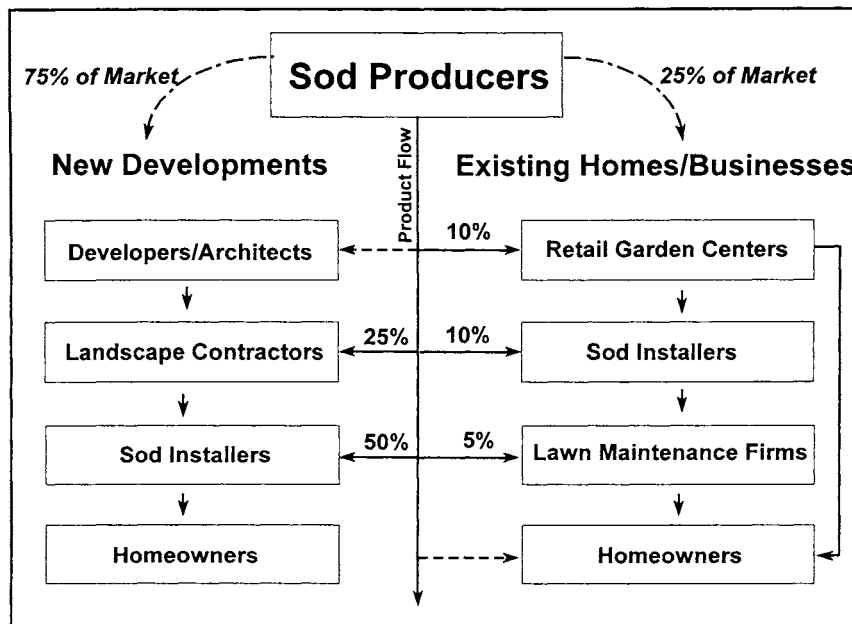 75% of Market
Sod Producers
25% of Market
New Developments
Product Flow
Existing Homes/Businesses
Developers/Architects
10%
Retail Garden Centers
Landscape Contractors
25%
10%
Sod Installers
Sod Installers
50%
5%
Lawn Maintenance Firms
Homeowners
Homeowners